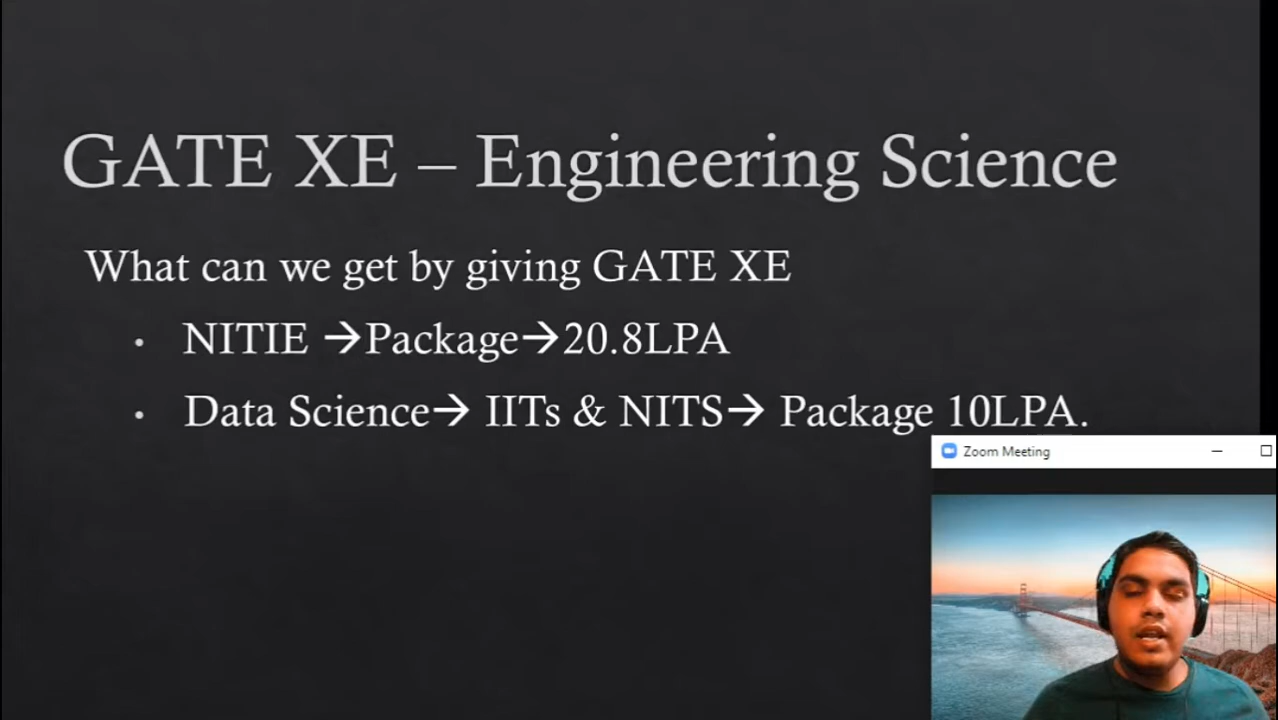 GATE XE – Engineering Science
What can we get by giving GATE XE
• NITIE →Package→20.8LPA
• Data Science→ IITs & NITS→ Package 10LPA.
Zoom Meeting